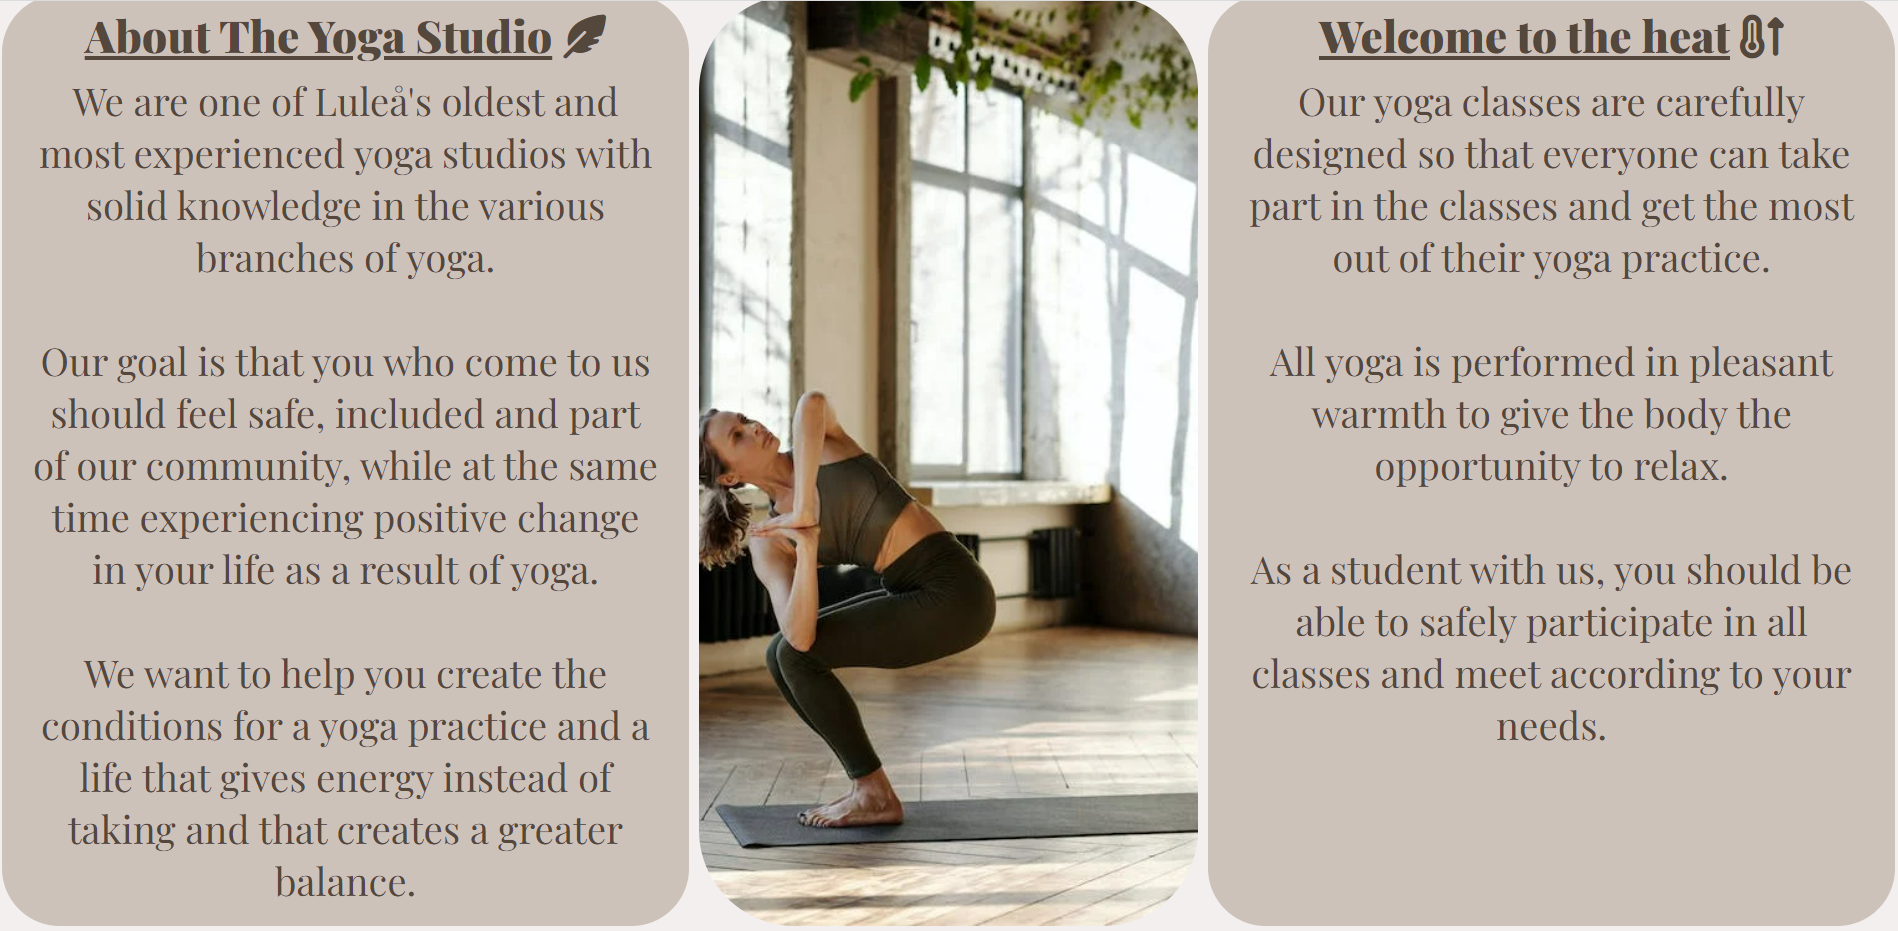 About The Yoga Studio
We are one of Luleå's oldest and
most experienced yoga studios with
solid knowledge in the various
branches of yoga.
Our goal is that you who come to us
should feel safe, included and part
of our community, while at the same
time experiencing positive change
in your life as a result of yoga.
We want to help you create the
conditions for a yoga practice and a
life that gives energy instead of
taking and that creates a greater
balance.
Welcome to the heat
Our yoga classes are carefully
designed so that everyone can take
part in the classes and get the most
out of their yoga practice.
All yoga is performed in pleasant
warmth to give the body the
opportunity to relax.
As a student with us, you should be
able to safely participate in all
classes and meet according to your
needs.